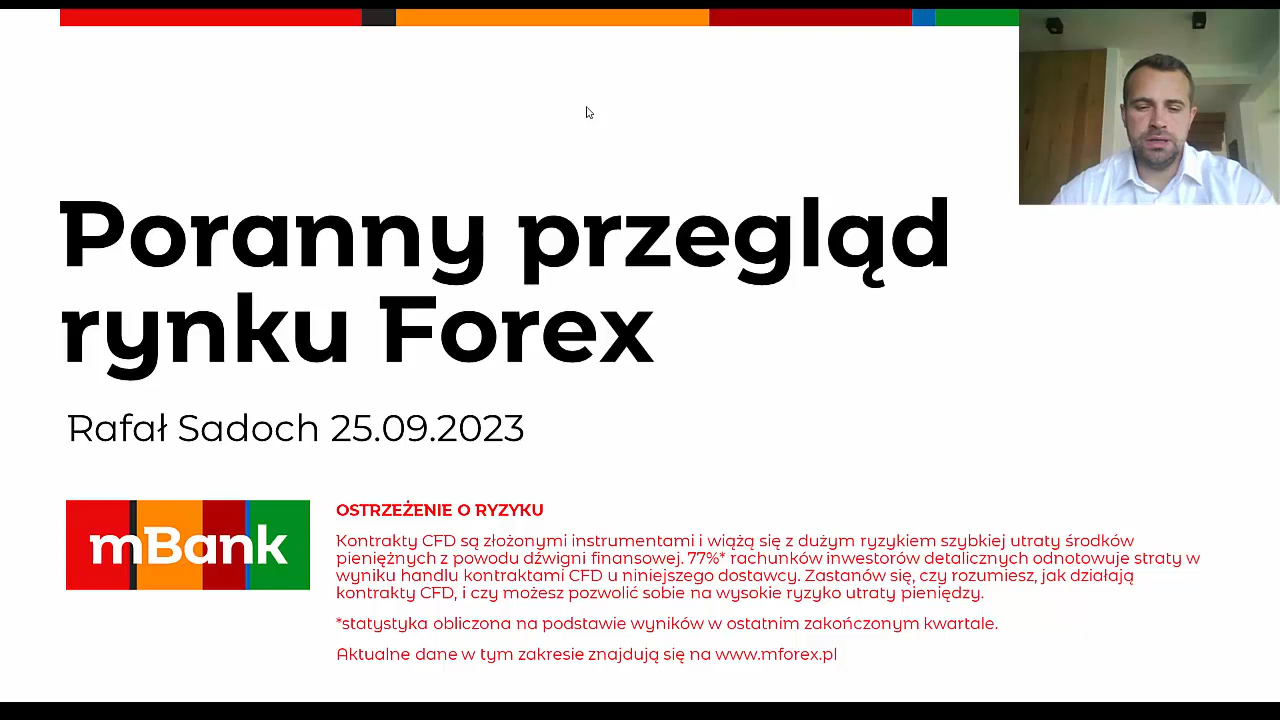 Poranny przegląd
rynku Forex
Rafał Sadoch 25.09.2023
mBank
OSTRZEŻENIE O RYZYKU
Kontrakty CFD są złożonymi instrumentami i wiążą się z dużym ryzykiem szybkiej utraty środków
pieniężnych z powodu dźwigni finansowej. 77%* rachunków inwestorów detalicznych odnotowuje straty w
wyniku handlu kontraktami CFD u niniejszego dostawcy. Zastanów się, czy rozumiesz, jak działają
kontrakty CFD, i czy możesz pozwolić sobie na wysokie ryzyko utraty pieniędzy.
*statystyka obliczona na podstawie wyników w ostatnim zakończonym kwartale.
Aktualne dane w tym zakresie znajdują się na www.mforex.pl